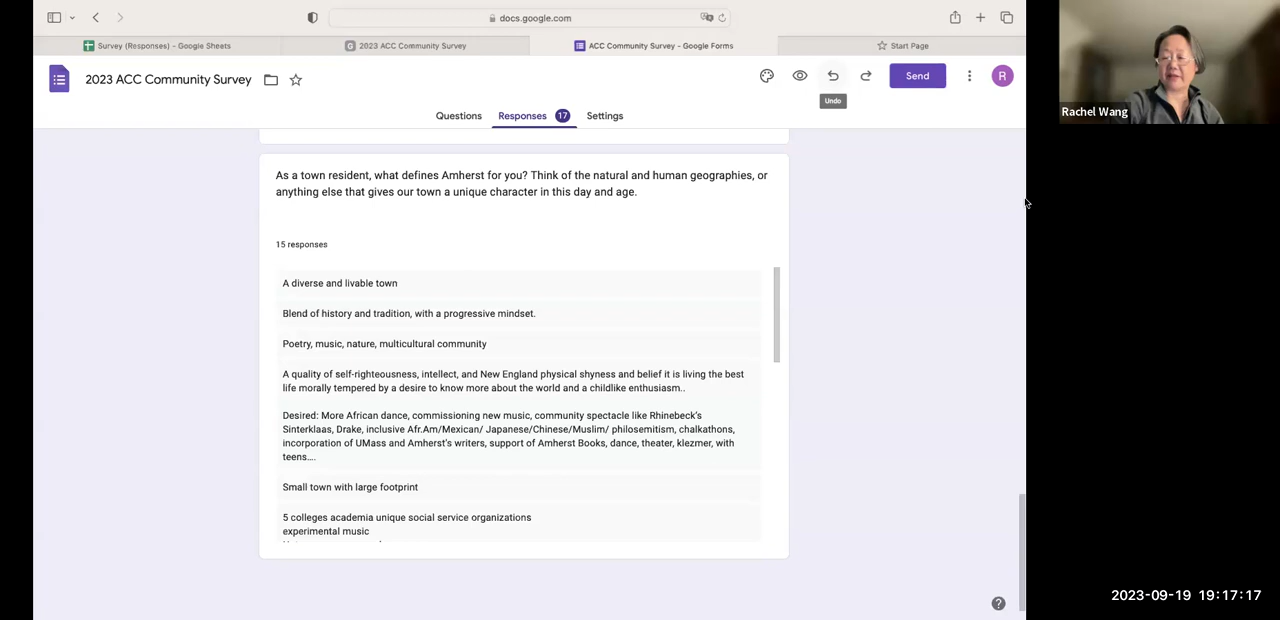 docs.google.com
Survey (Responses) - Google Sheets
2023 ACC Community Survey
ACC Community Survey - Google Forms
Start Page
2023 ACC Community Survey
Send
R
Undo
Questions
Responses 17
Settings
As a town resident, what defines Amherst for you? Think of the natural and human geographies, or
anything else that gives our town a unique character in this day and age.
15 responses
A diverse and livable town
Blend of history and tradition, with a progressive mindset.
Poetry, music, nature, multicultural community
A quality of self-righteousness, intellect, and New England physical shyness and belief it is living the best
life morally tempered by a desire to know more about the world and a childlike enthusiasm..
Desired: More African dance, commissioning new music, community spectacle like Rhinebeck's
Sinterklaas, Drake, inclusive Afr.Am/Mexican/ Japanese/Chinese/Muslim/ philosemitism, chalkathons,
incorporation of UMass and Amherst's writers, support of Amherst Books, dance, theater, klezmer, with
teens....
Small town with large footprint
5 colleges academia unique social service organizations
experimental music
Rachel Wang
2023-09-19 19:17:17